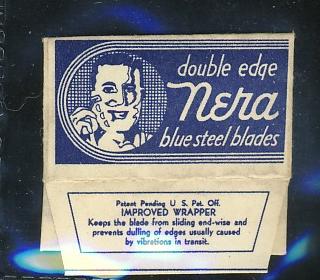 double edge
Nera
blue steel blades
Patent Pending U. S. Pat. Off.
IMPROVED WRAPPER
Keeps the blade from sliding end-wise and
prevents dulling of edges usually caused
by vibrations in transit.